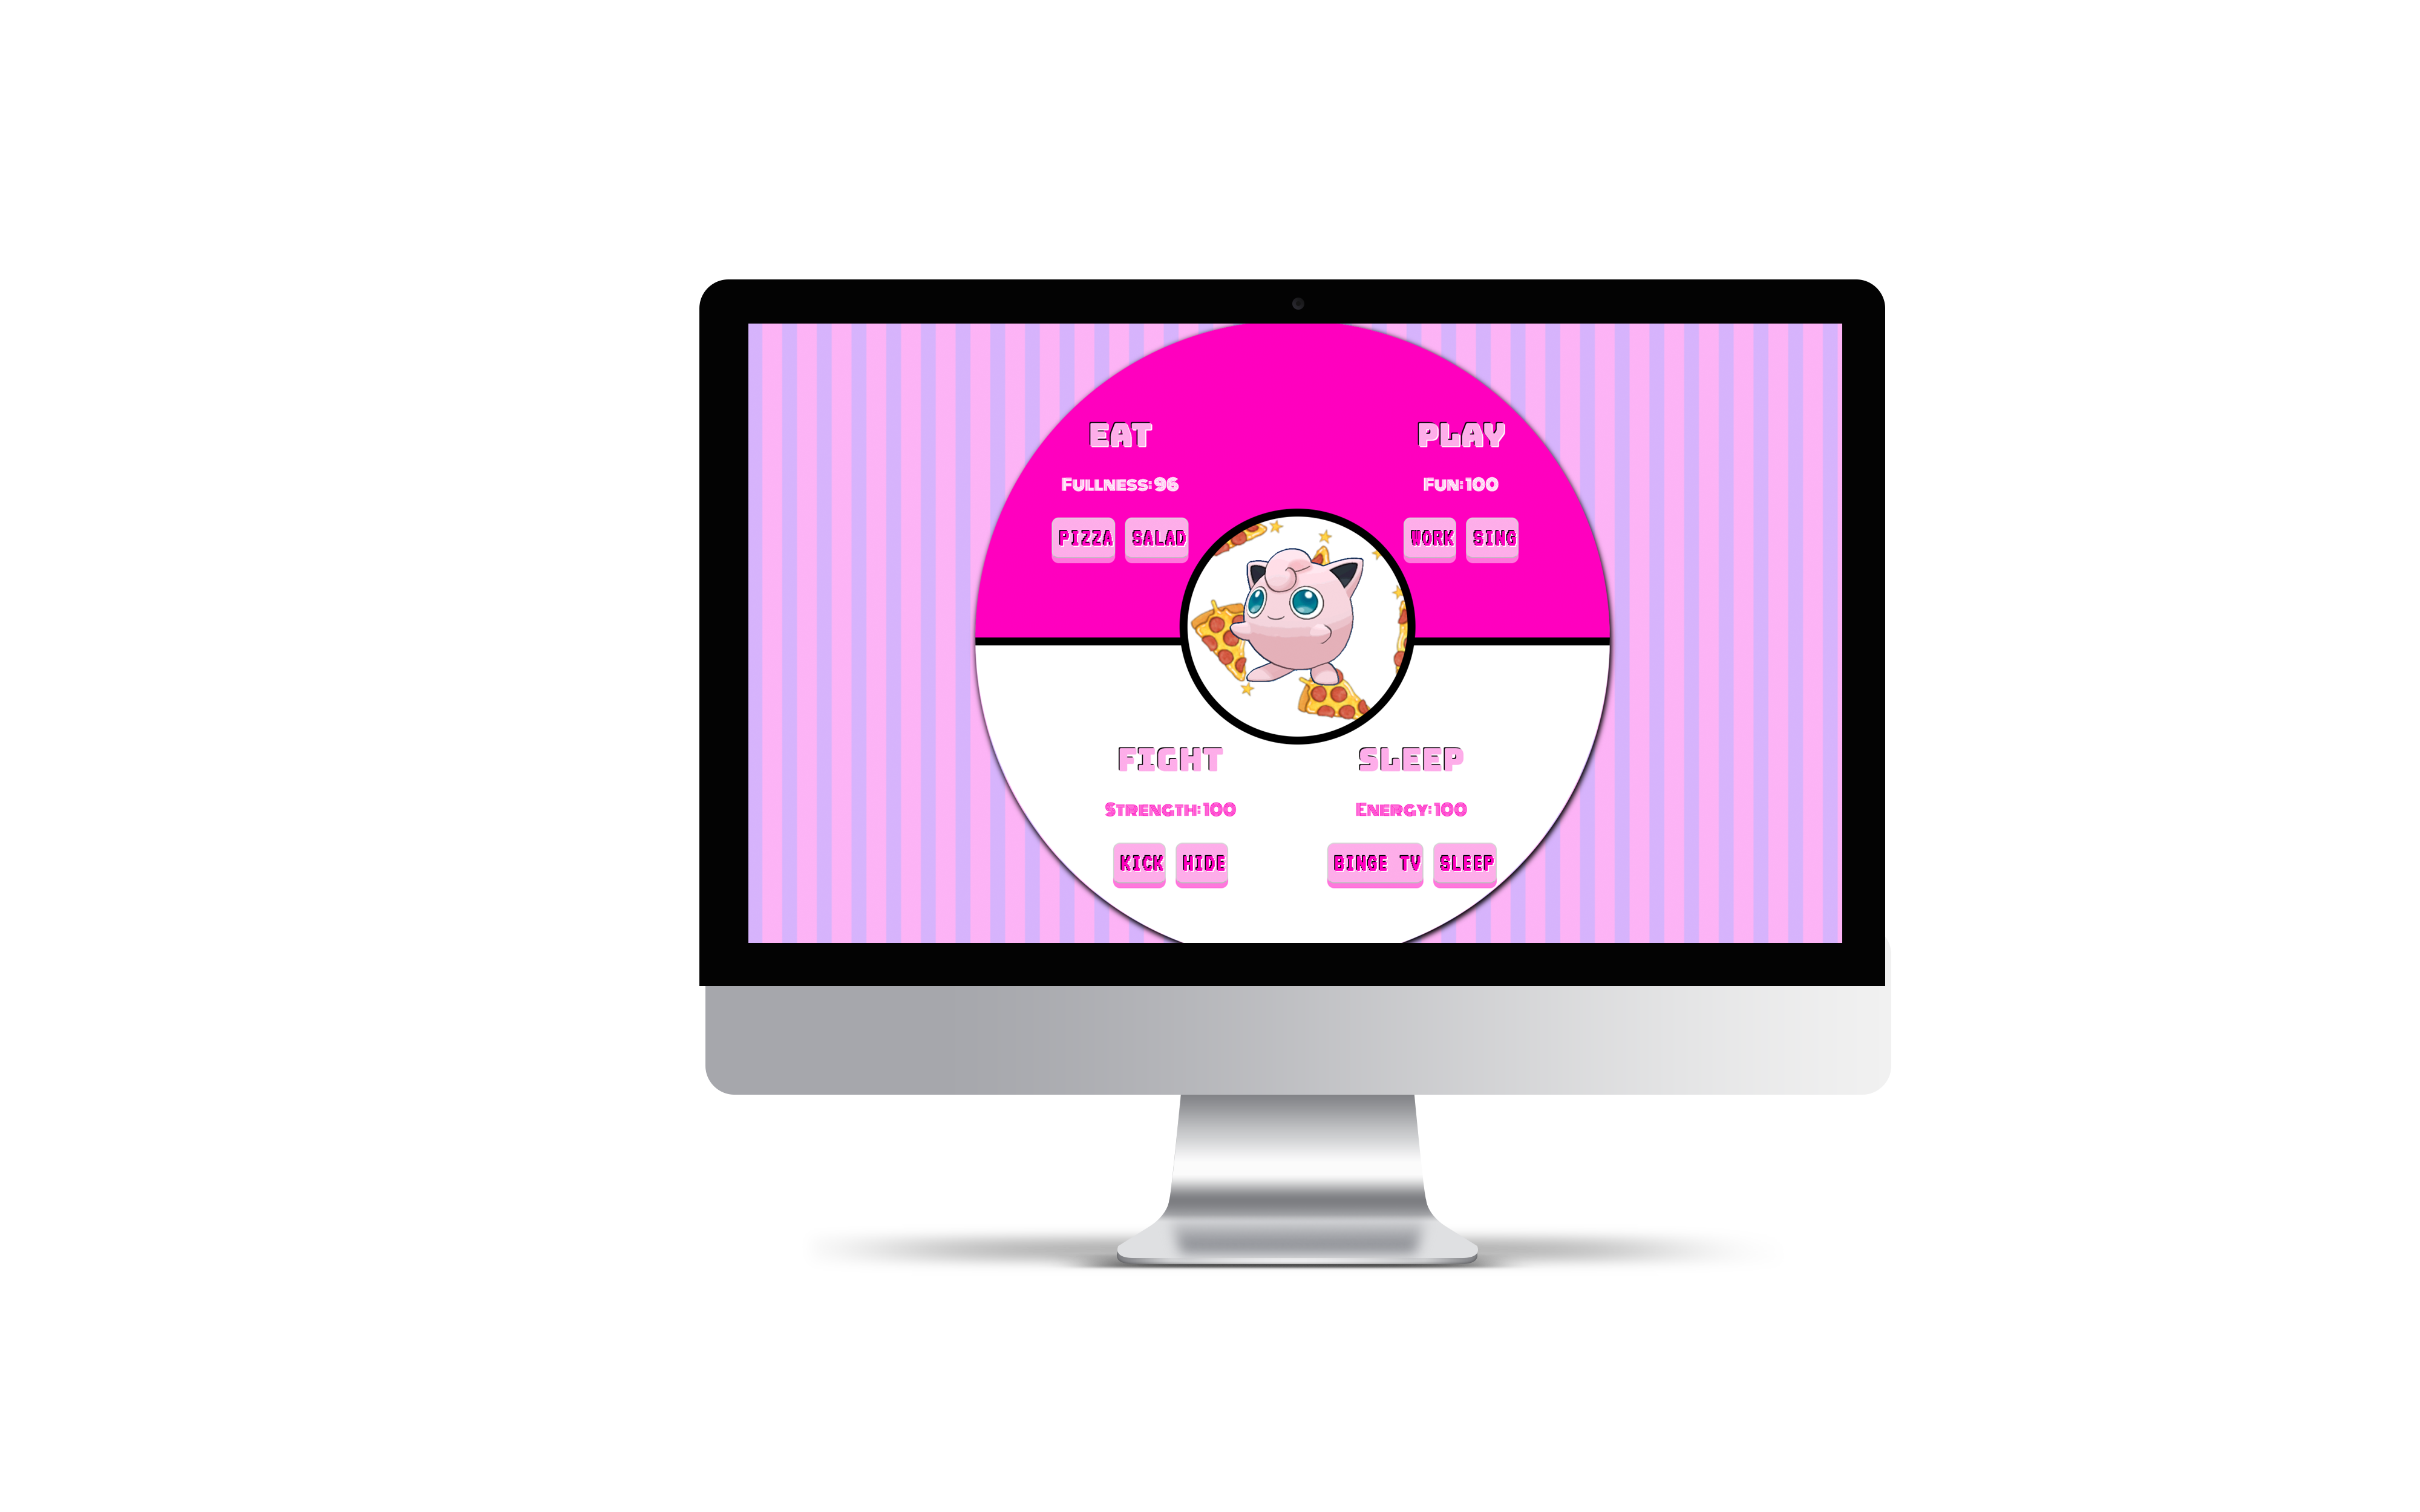 EAT
Fullness:96
PIZZA SALAD
PLAY
Fun:100
WORK SING
FIGHT
Strength:100
KICK HIDE
SLEEP
Energy:100
BINGE TV SLEEP